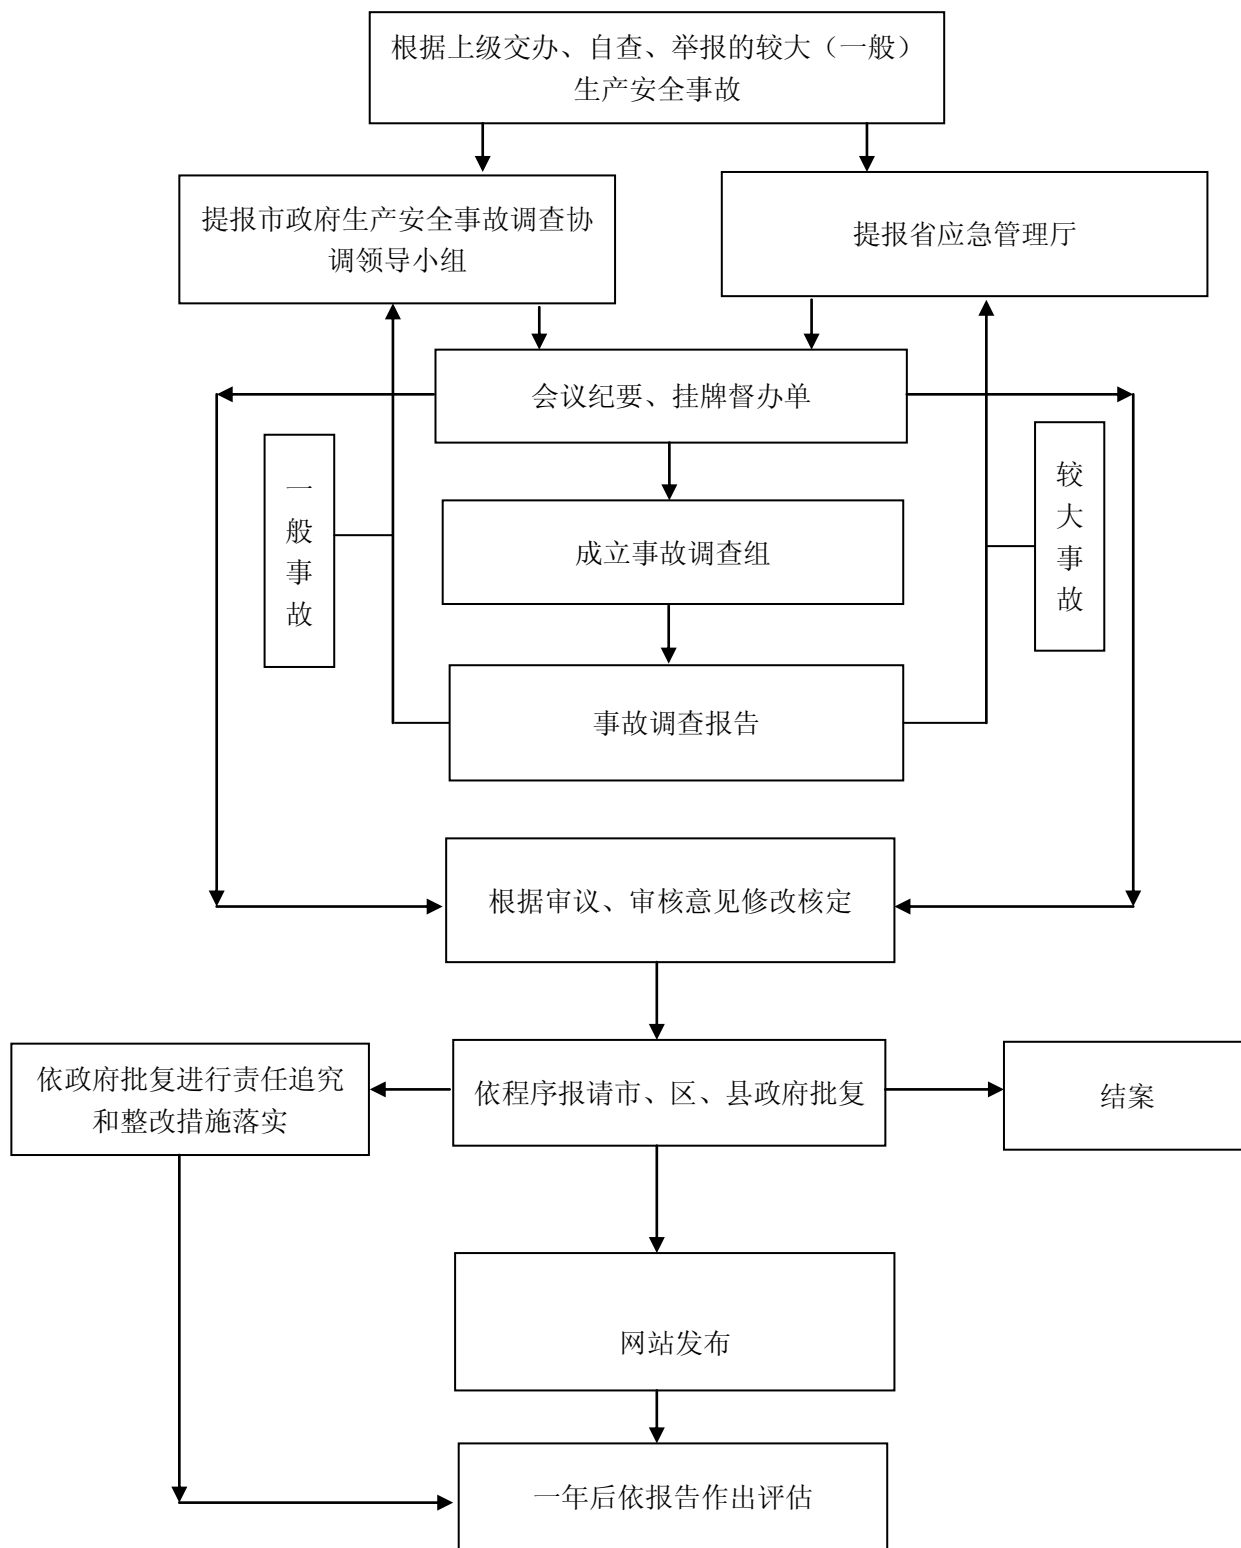 根据上级交办、自查、举报的较大（一般）
生产安全事故
提报市政府生产安全事故调查协
调领导小组
提报省应急管理厅
会议纪要、挂牌督办单
一般事故
较大事故
成立事故调查组
事故调查报告
根据审议、审核意见修改核定
依政府批复进行责任追究
和整改措施落实
依程序报请市、区、县政府批复
结案
网站发布
一年后依报告作出评估